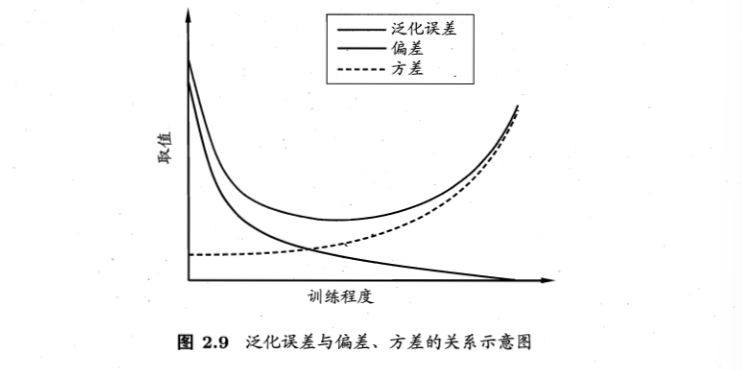 泛化误差
偏差
方差
取值
训练程度
图 2.9 泛化误差与偏差、方差的关系示意图